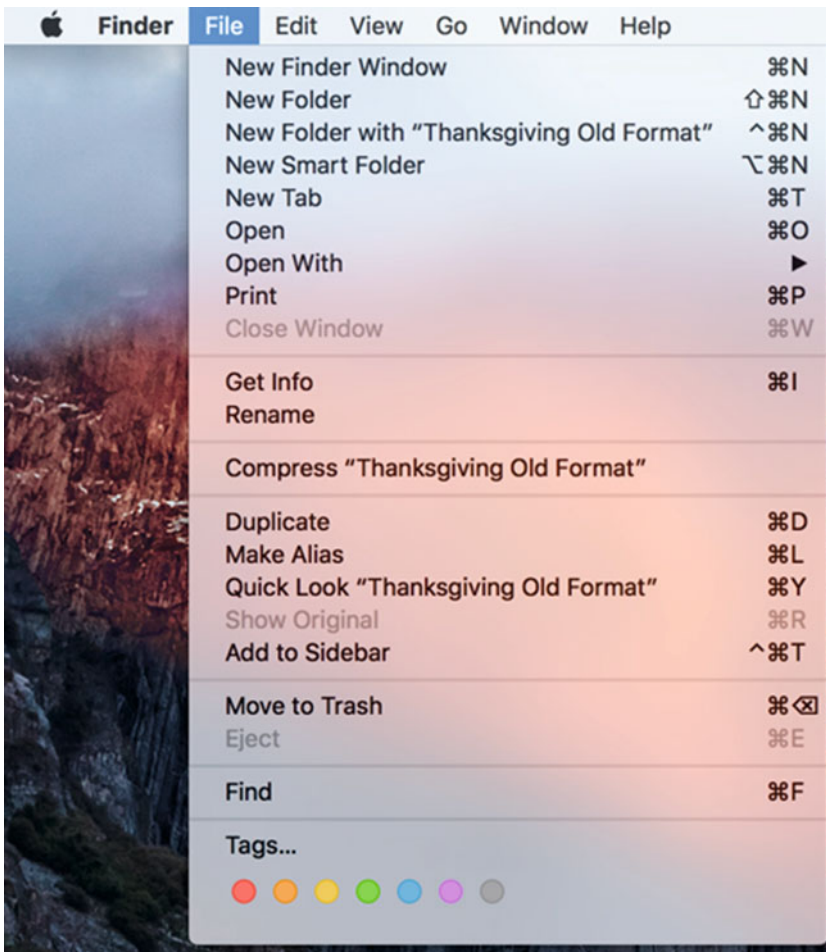 Finder File Edit View Go Window Help
New Finder Window ⌘N
New Folder ⇧⌘N
New Folder with “Thanksgiving Old Format” ^⌘N
New Smart Folder ⌥⌘N
New Tab ⌘T
Open ⌘O
Open With ▶
Print ⌘P
Close Window ⌘W
Get Info ⌘I
Rename
Compress “Thanksgiving Old Format”
Duplicate ⌘D
Make Alias ⌘L
Quick Look “Thanksgiving Old Format” ⌘Y
Show Original ⌘R
Add to Sidebar ^⌘T
Move to Trash ⌘⌫
Eject ⌘E
Find ⌘F
Tags...